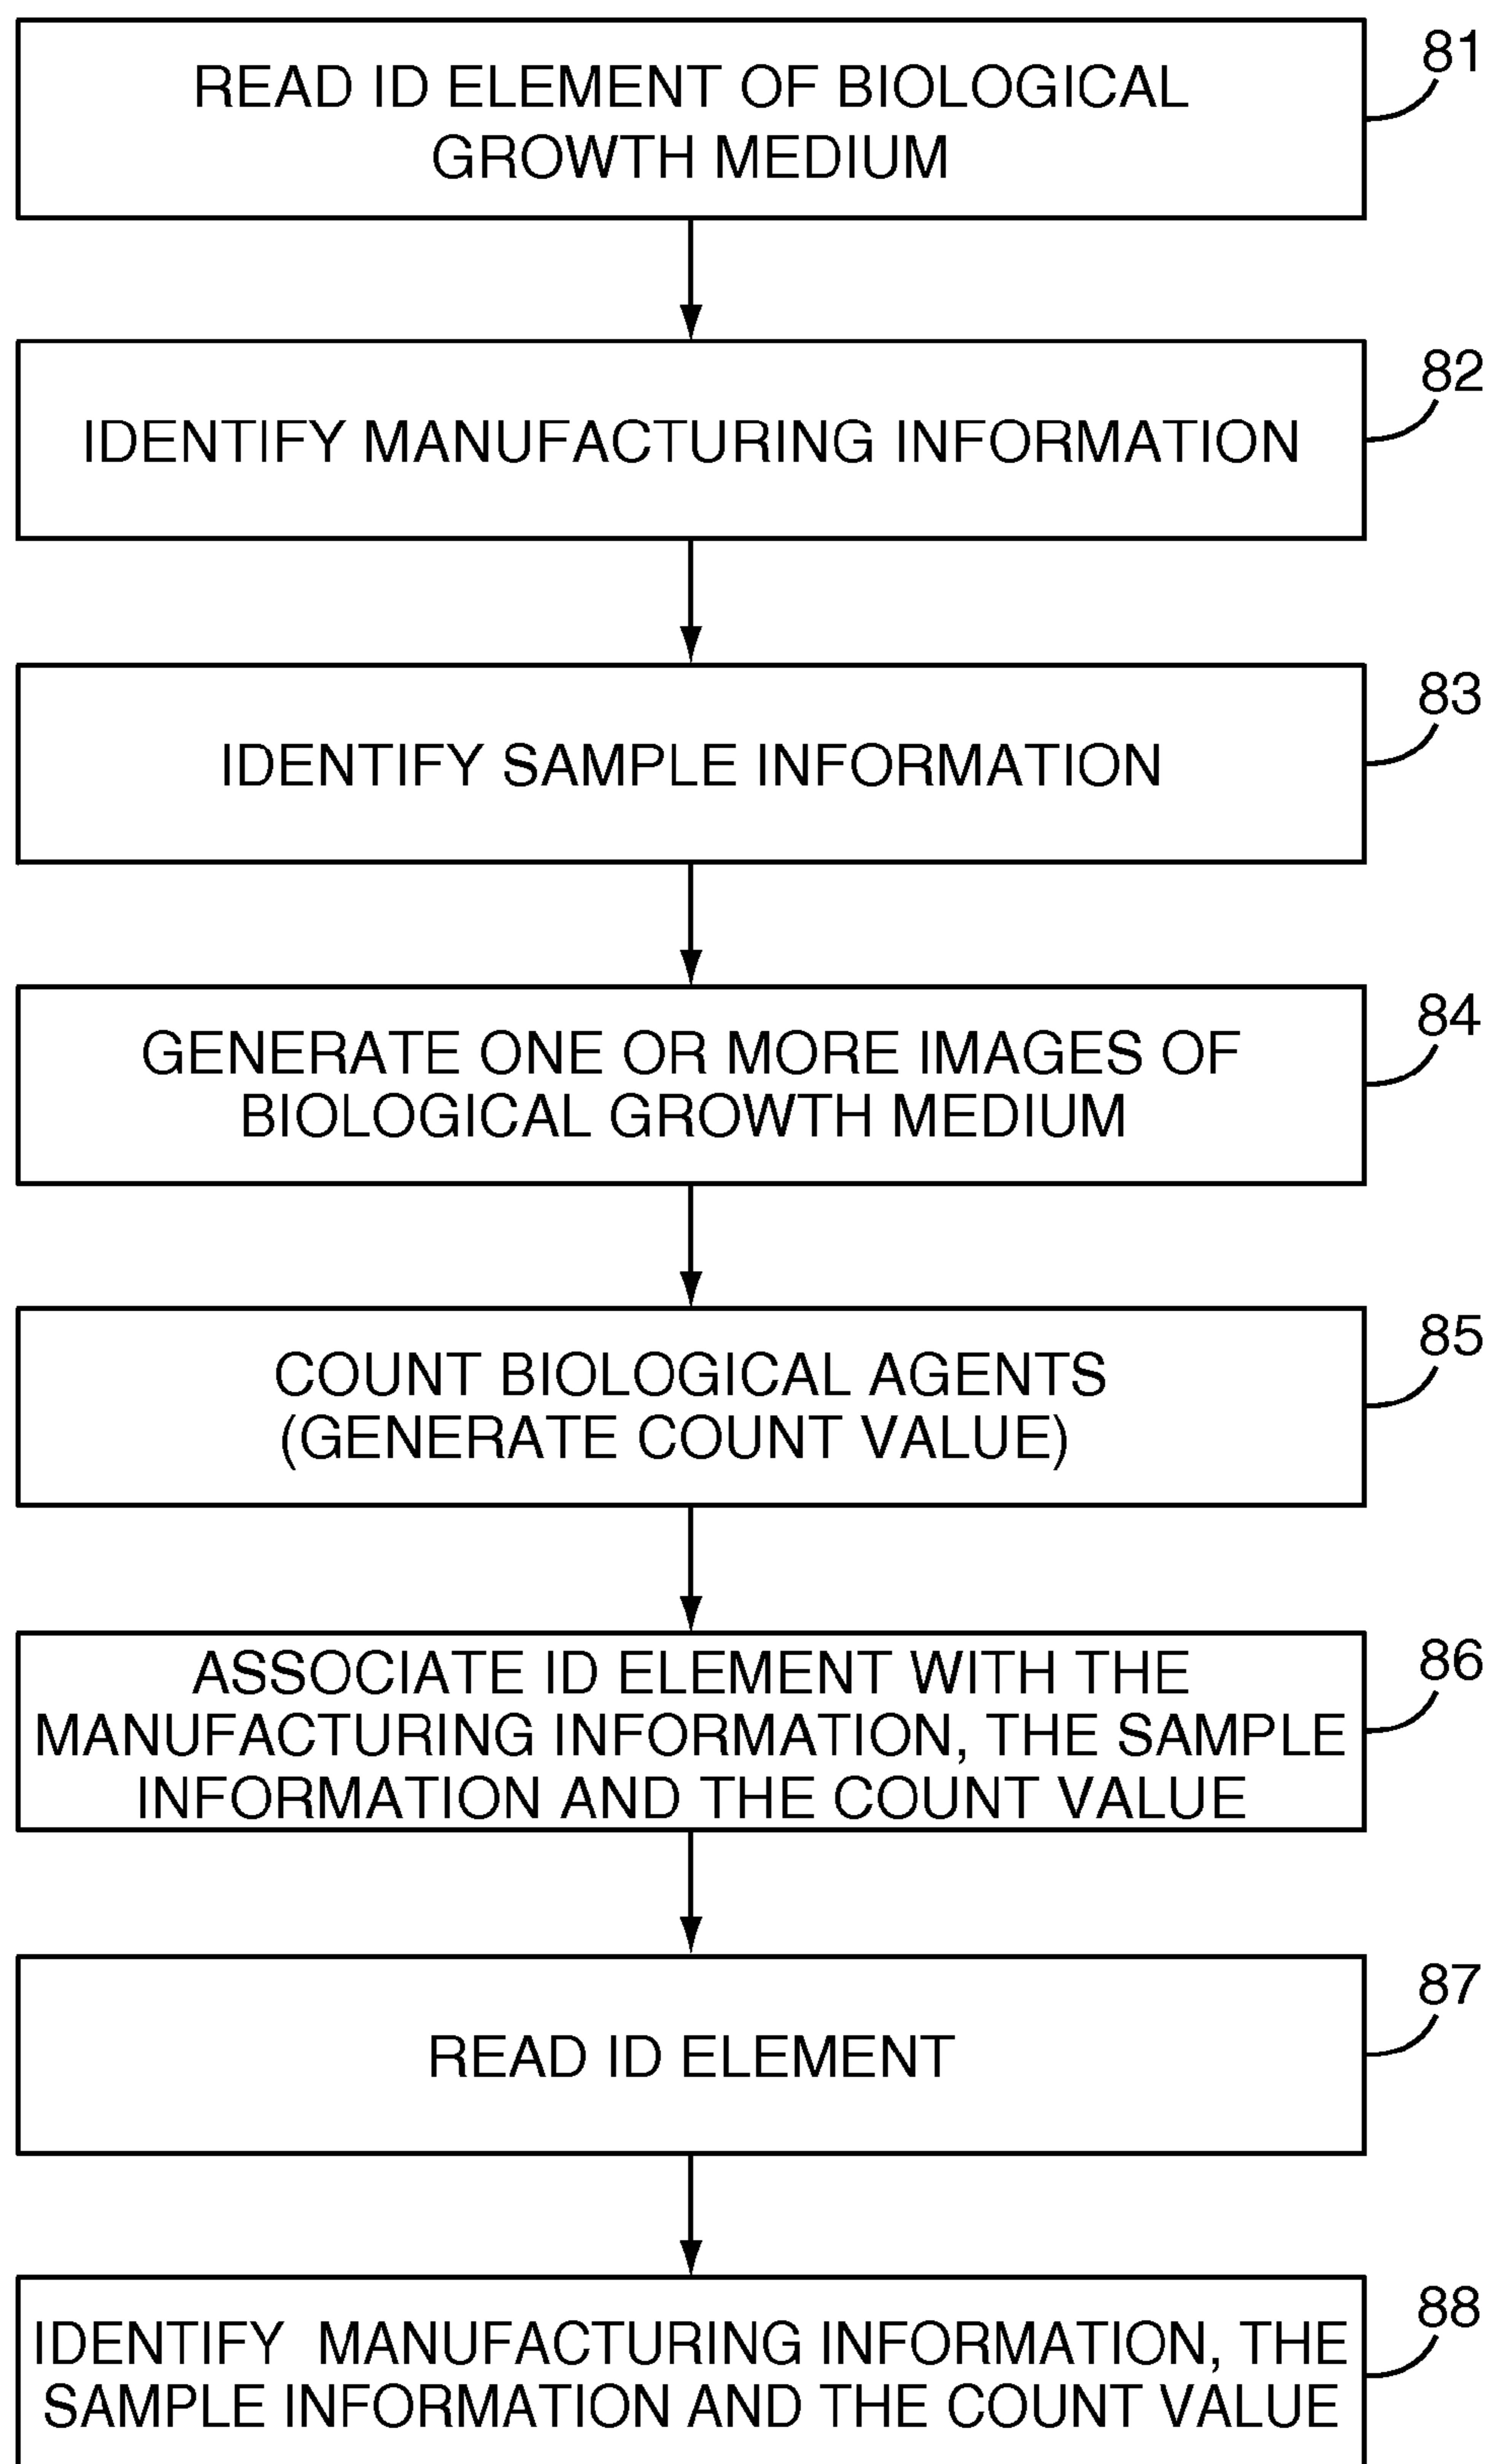 READ ID ELEMENT OF BIOLOGICAL
GROWTH MEDIUM
81
IDENTIFY MANUFACTURING INFORMATION
82
IDENTIFY SAMPLE INFORMATION
83
GENERATE ONE OR MORE IMAGES OF
BIOLOGICAL GROWTH MEDIUM
84
COUNT BIOLOGICAL AGENTS
(GENERATE COUNT VALUE)
85
ASSOCIATE ID ELEMENT WITH THE
MANUFACTURING INFORMATION, THE SAMPLE
INFORMATION AND THE COUNT VALUE
86
READ ID ELEMENT
87
IDENTIFY MANUFACTURING INFORMATION, THE
SAMPLE INFORMATION AND THE COUNT VALUE
88